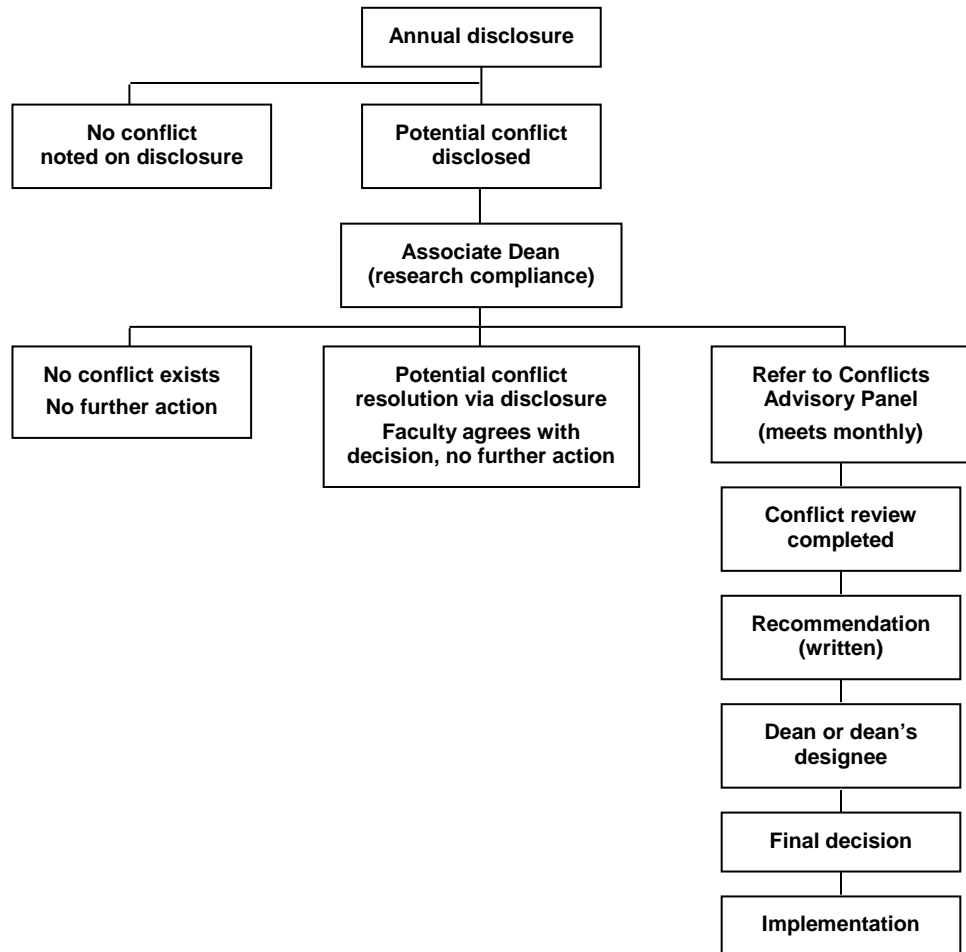 Annual disclosure
No conflict
noted on disclosure
Potential conflict
disclosed
Associate Dean
(research compliance)
No conflict exists
No further action
Potential conflict
resolution via disclosure
Faculty agrees with
decision, no further action
Refer to Conflicts
Advisory Panel
(meets monthly)
Conflict review
completed
Recommendation
(written)
Dean or dean’s
designee
Final decision
Implementation